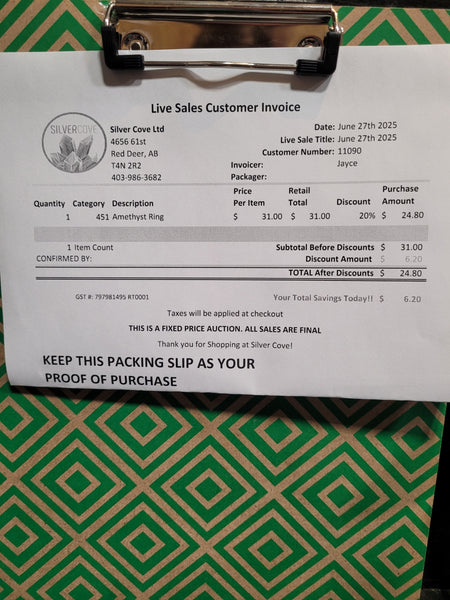 Live Sales Customer Invoice
SILVERCOVE
Silver Cove Ltd
4656 61st
Red Deer, AB
T4N 2R2
403-986-3682
Date: June 27th 2025
Live Sale Title: June 27th 2025
Customer Number: 11090
Invoicer: Jayce
Packager:
Quantity Category Description Price Per Item Retail Total Discount Purchase Amount
1 451 Amethyst Ring $ 31.00 $ 31.00 20% $ 24.80
1 Item Count Subtotal Before Discounts $ 31.00
CONFIRMED BY: Discount Amount $ 6.20
TOTAL After Discounts $ 24.80
GST #: 797981495 RT0001 Your Total Savings Today!! $ 6.20
Taxes will be applied at checkout
THIS IS A FIXED PRICE AUCTION. ALL SALES ARE FINAL
Thank you for Shopping at Silver Cove!
KEEP THIS PACKING SLIP AS YOUR
PROOF OF PURCHASE